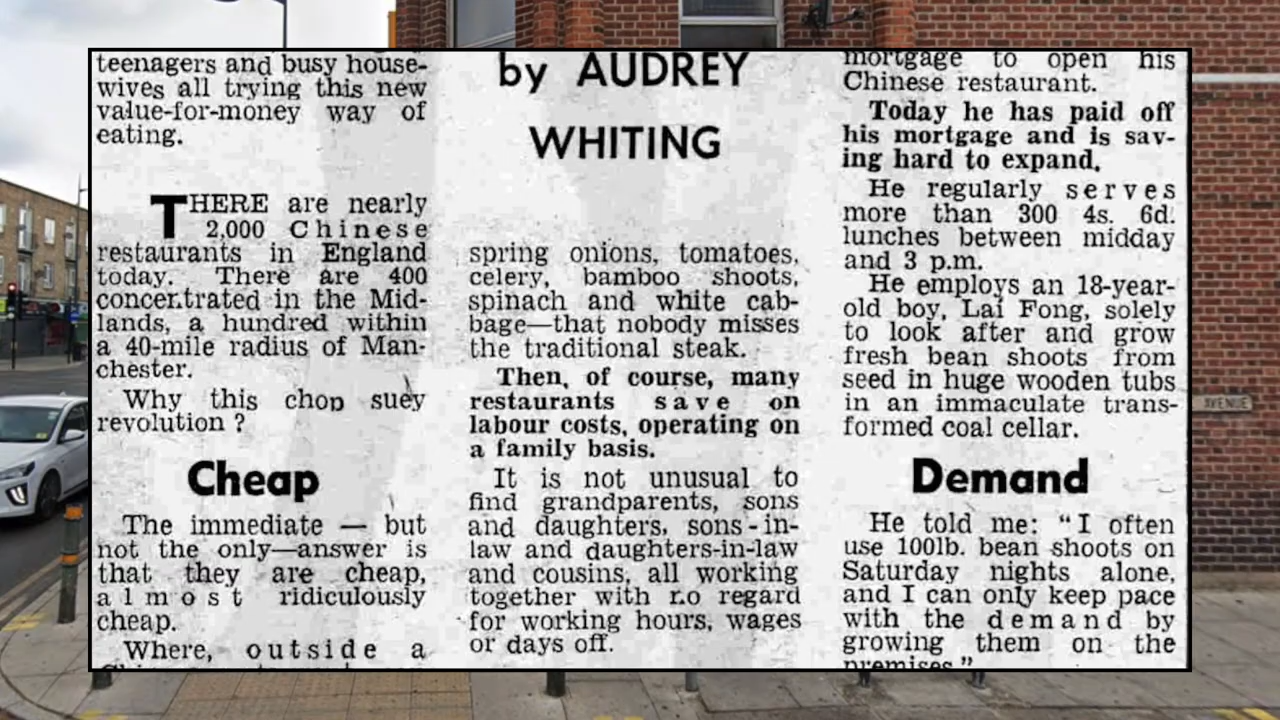 teenagers and busy house-
wives all trying this new
value-for-money way of
eating.
THERE are nearly
2,000 Chinese
restaurants in England
today. There are 400
concer.trated in the Mid-
lands, a hundred within
a 40-mile radius of Man-
chester.
Why this chop suey
revolution ?
Cheap
The immediate — but
not the only—answer is
that they are cheap,
almost ridiculously
cheap.
Where, outside a
by AUDREY
WHITING
spring onions, tomatoes,
celery, bamboo shoots,
spinach and white cab-
bage—that nobody misses
the traditional steak.
Then, of course, many
restaurants save on
labour costs, operating on
a family basis.
It is not unusual to
find grandparents, sons
and daughters, sons-in-
law and daughters-in-law
and cousins, all working
together with r.o regard
for working hours, wages
or days off.
mortgage to open his
Chinese restaurant.
Today he has paid off
his mortgage and is sav-
ing hard to expand.
He regularly serves
more than 300 4s. 6d.
lunches between midday
and 3 p.m.
He employs an 18-year-
old boy, Lai Fong, solely
to look after and grow
fresh bean shoots from
seed in huge wooden tubs
in an immaculate trans-
formed coal cellar.
Demand
He told me: “I often
use 100lb. bean shoots on
Saturday nights alone,
and I can only keep pace
with the demand by
growing them on the
premises.”
AVENUE